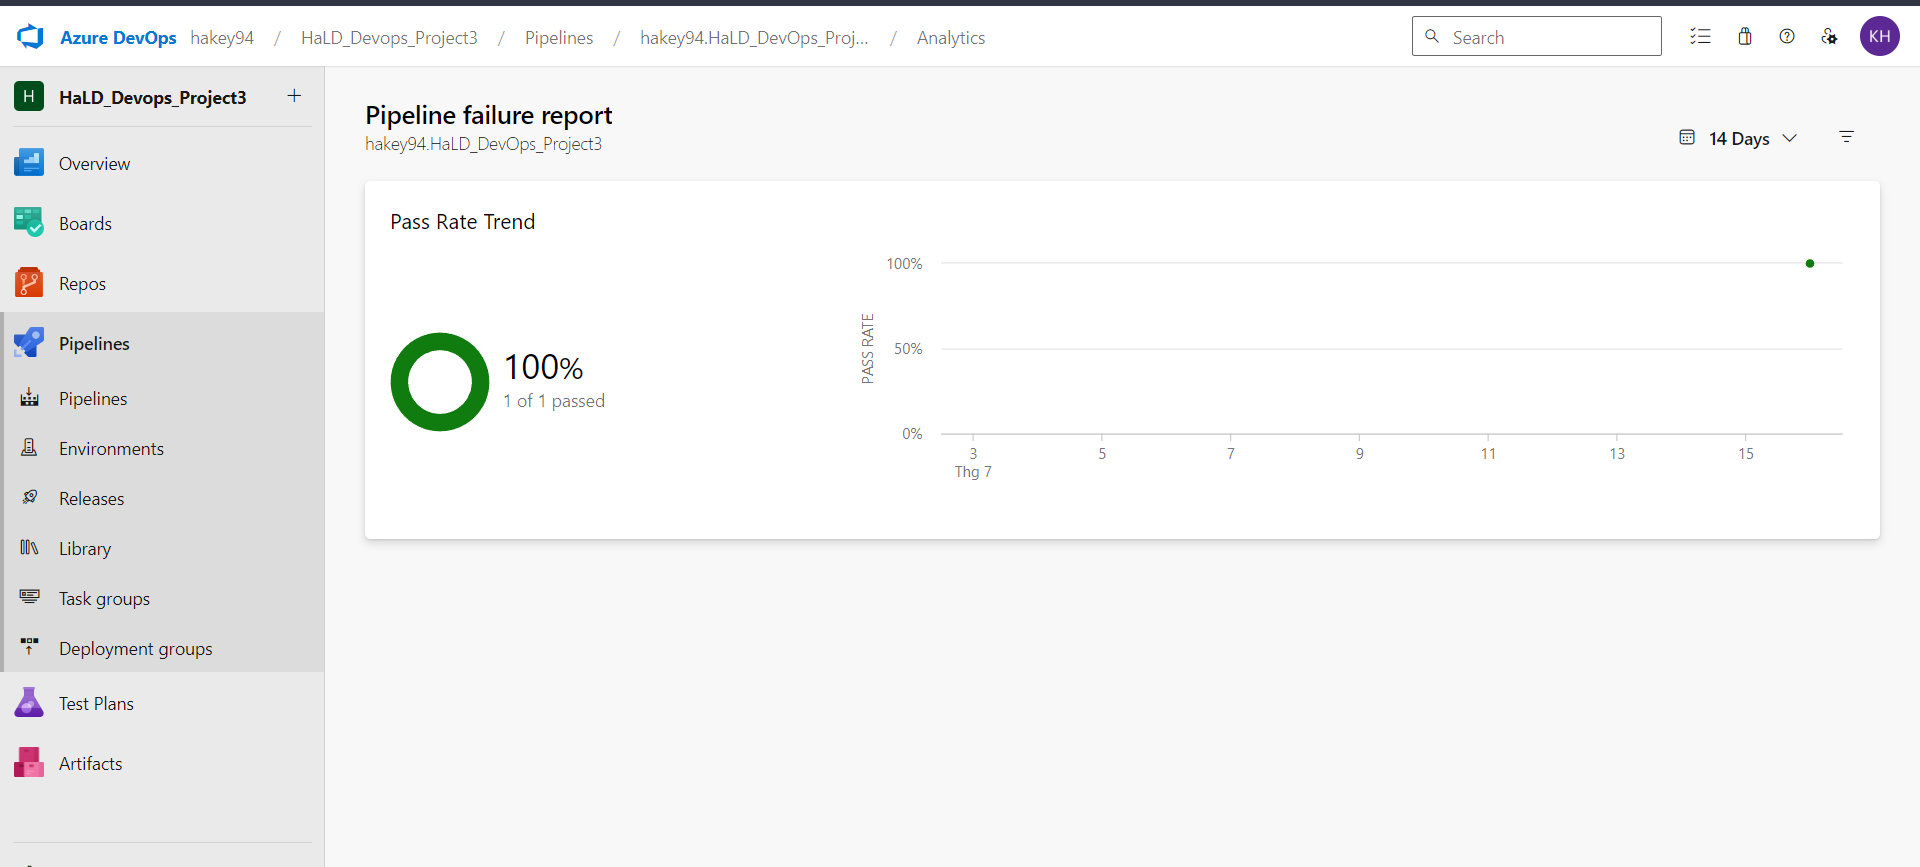 Azure DevOps hakey94 / HaLD_Devops_Project3 / Pipelines / hakey94.HaLD_DevOps_Proj... / Analytics
Search
KH
H HaLD_Devops_Project3 +
Overview
Boards
Repos
Pipelines
Pipelines
Environments
Releases
Library
Task groups
Deployment groups
Test Plans
Artifacts
Pipeline failure report
hakey94.HaLD_DevOps_Project3
14 Days
Pass Rate Trend
100%
1 of 1 passed
PASS RATE
100%
50%
0%
3 5 7 9 11 13 15
Thg 7